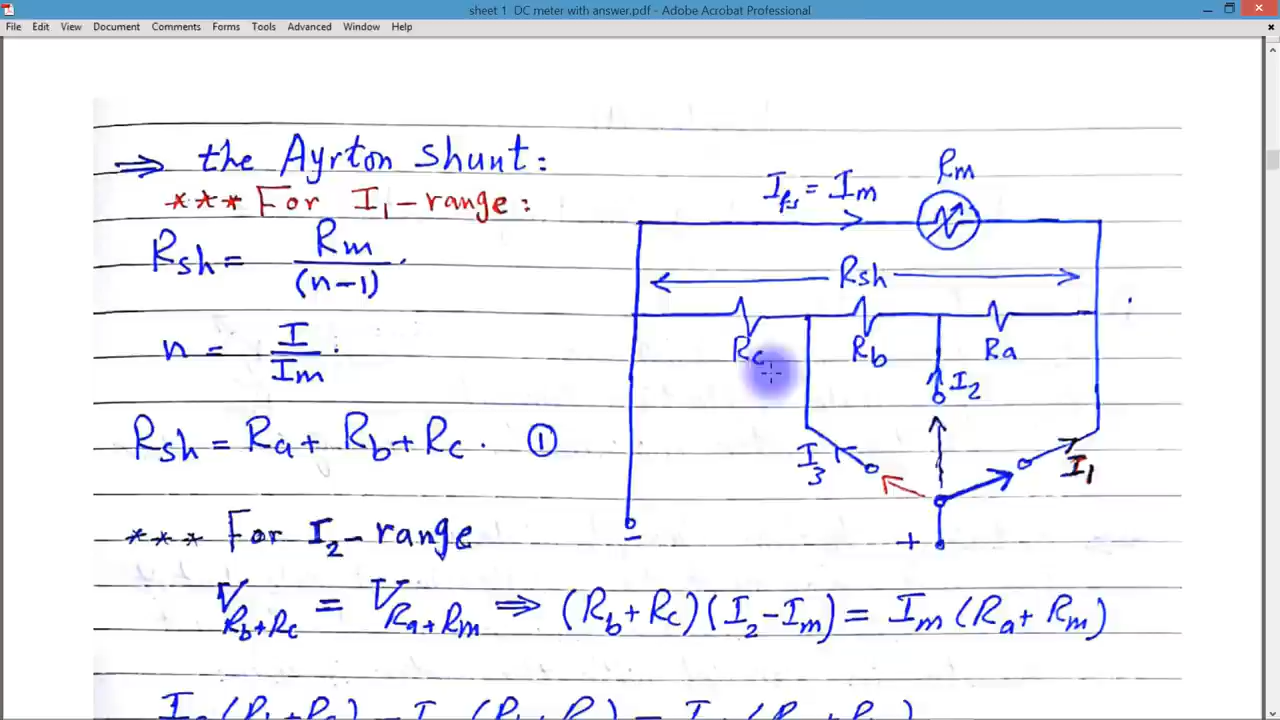 sheet 1 DC meter with answer.pdf - Adobe Acrobat Professional
File Edit View Document Comments Forms Tools Advanced Window Help
⇒ the Ayrton shunt:
*** For I1-range:
Rsh = Rm / (n-1) .
n = I / Im .
Rsh = Ra + Rb + Rc . ①
*** For I2-range
V Rb+Rc = V Ra+Rm ⇒ (Rb+Rc)(I2-Im) = Im(Ra+Rm)
Rm
Ifs = Im
Rsh
Rc Rb Ra
I2
I3 I1
+
-